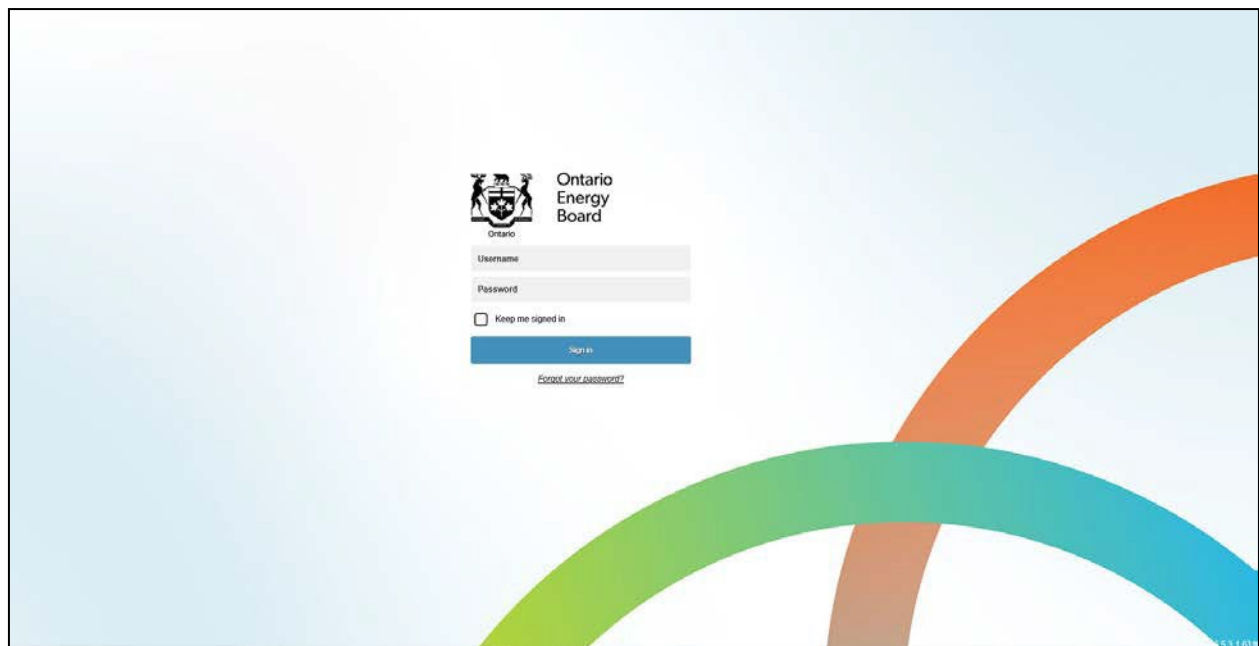 Ontario
Energy
Board
Ontario
Username
Password
Keep me signed in
Sign in
Forgot your password?